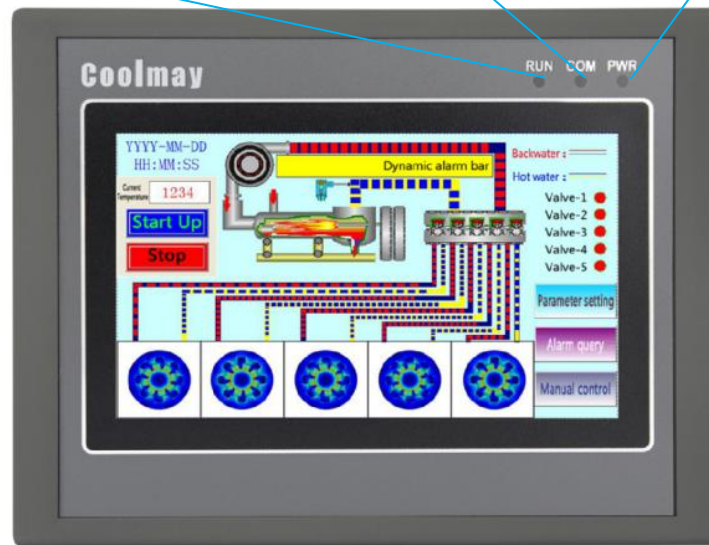 Coolmay
RUN COM PWR
YYYY-MM-DD
HH:MM:SS
Dynamic alarm bar
Backwater :
Hot water :
Current
Temperature
1234
Start Up
Stop
Valve-1
Valve-2
Valve-3
Valve-4
Valve-5
Parameter setting
Alarm query
Manual control